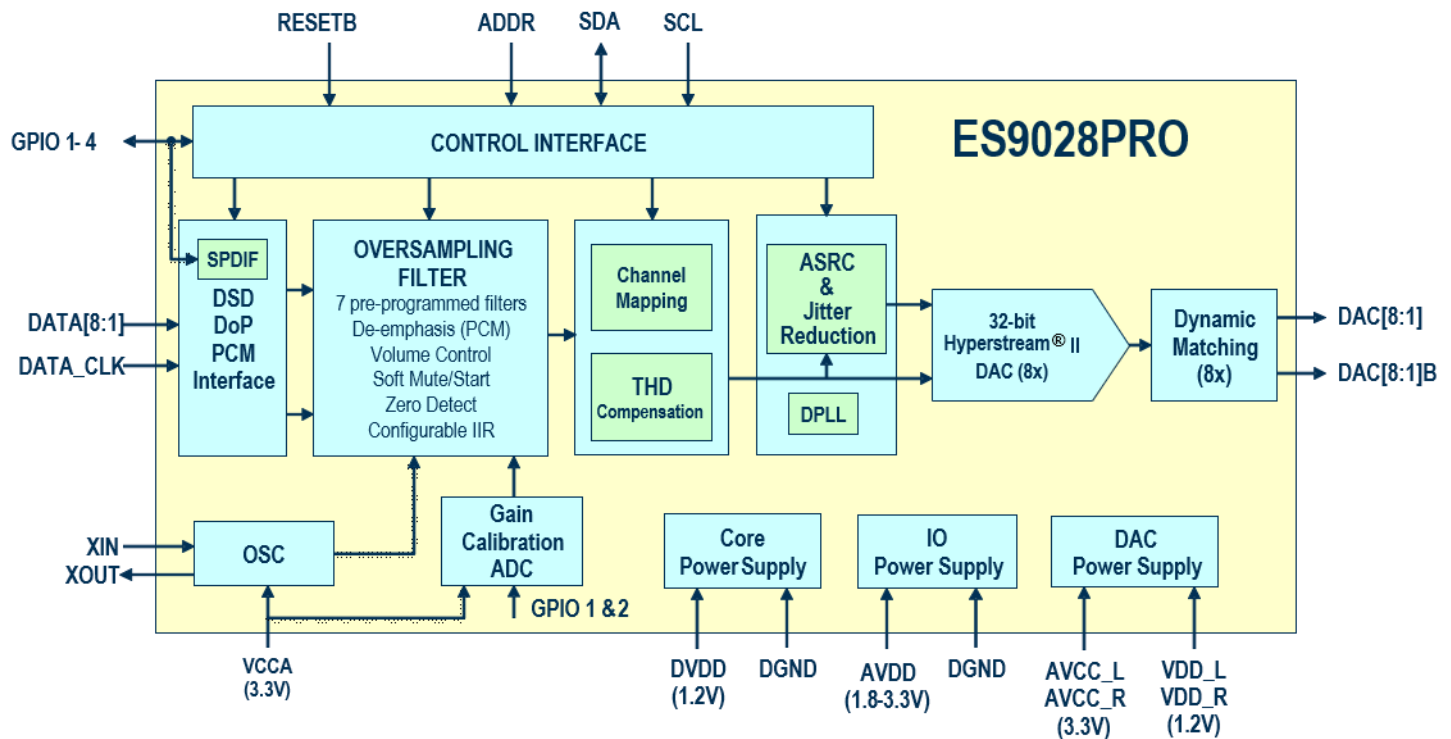 RESETB
ADDR
SDA
SCL
GPIO 1- 4
CONTROL INTERFACE
ES9028PRO
SPDIF
DSD
DoP
PCM
Interface
DATA[8:1]
DATA_CLK
OVERSAMPLING
FILTER
7 pre-programmed filters
De-emphasis (PCM)
Volume Control
Soft Mute/Start
Zero Detect
Configurable IIR
Channel
Mapping
THD
Compensation
ASRC
&
Jitter
Reduction
DPLL
32-bit
Hyperstream® II
DAC (8x)
Dynamic
Matching
(8x)
DAC[8:1]
DAC[8:1]B
XIN
XOUT
OSC
Gain
Calibration
ADC
GPIO 1 &2
VCCA
(3.3V)
Core
Power Supply
IO
Power Supply
DAC
Power Supply
DVDD
(1.2V)
DGND
AVDD
(1.8-3.3V)
DGND
AVCC_L
AVCC_R
(3.3V)
VDD_L
VDD_R
(1.2V)